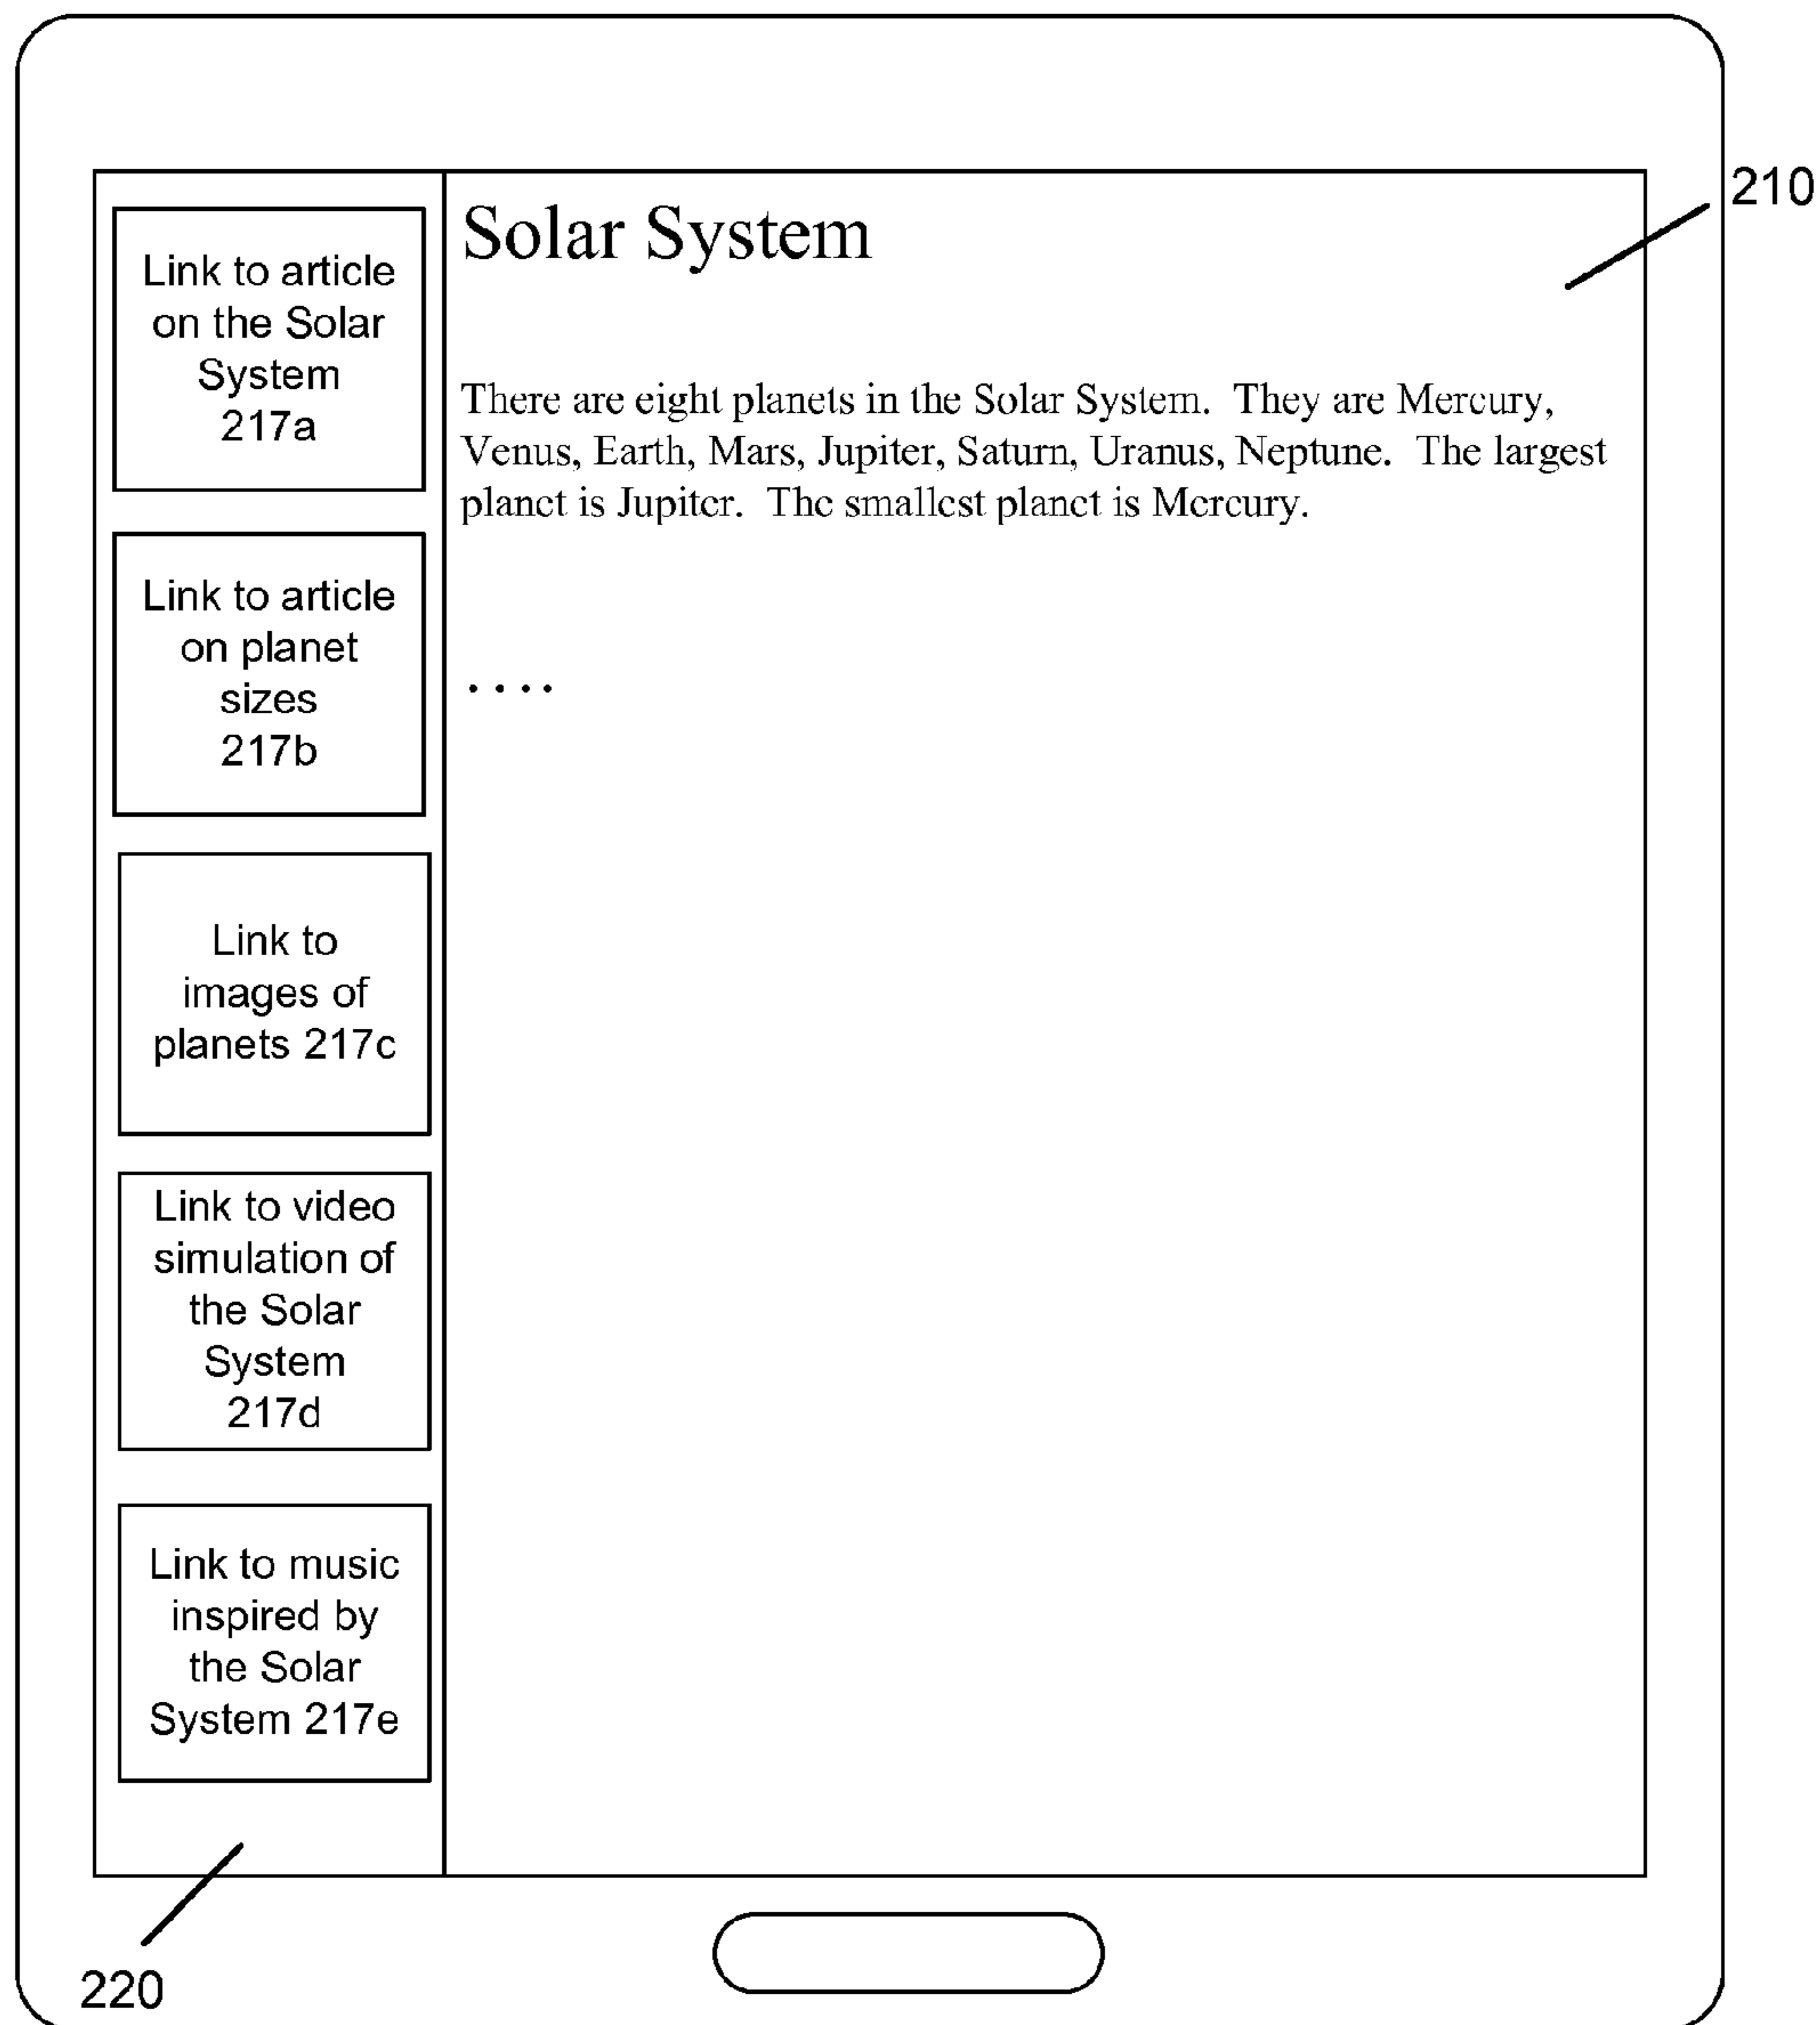 210
Link to article
on the Solar
System
217a
Link to article
on planet
sizes
217b
Link to
images of
planets 217c
Link to video
simulation of
the Solar
System
217d
Link to music
inspired by
the Solar
System 217e
220
Solar System
There are eight planets in the Solar System.  They are Mercury,
Venus, Earth, Mars, Jupiter, Saturn, Uranus, Neptune.  The largest
planet is Jupiter.  The smallest planet is Mercury.
....